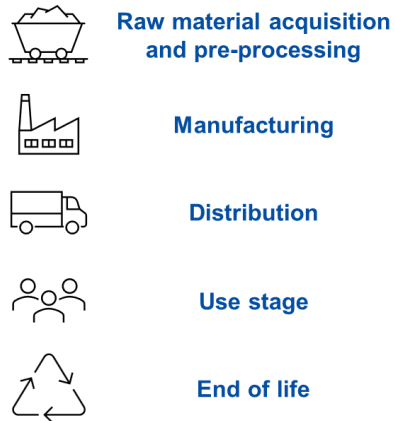 Raw material acquisition
and pre-processing
Manufacturing
Distribution
Use stage
End of life